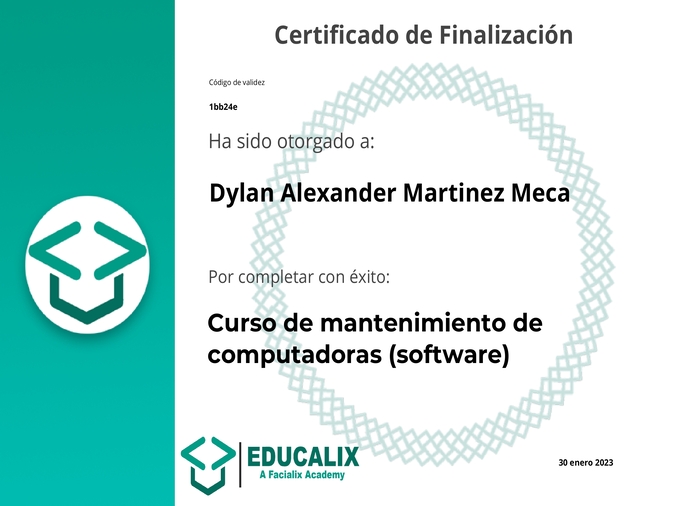 Certificado de Finalización
Código de validez
1bb24e
Ha sido otorgado a:
Dylan Alexander Martinez Meca
Por completar con éxito:
Curso de mantenimiento de
computadoras (software)
EDUCALIX
A Facialix Academy
30 enero 2023